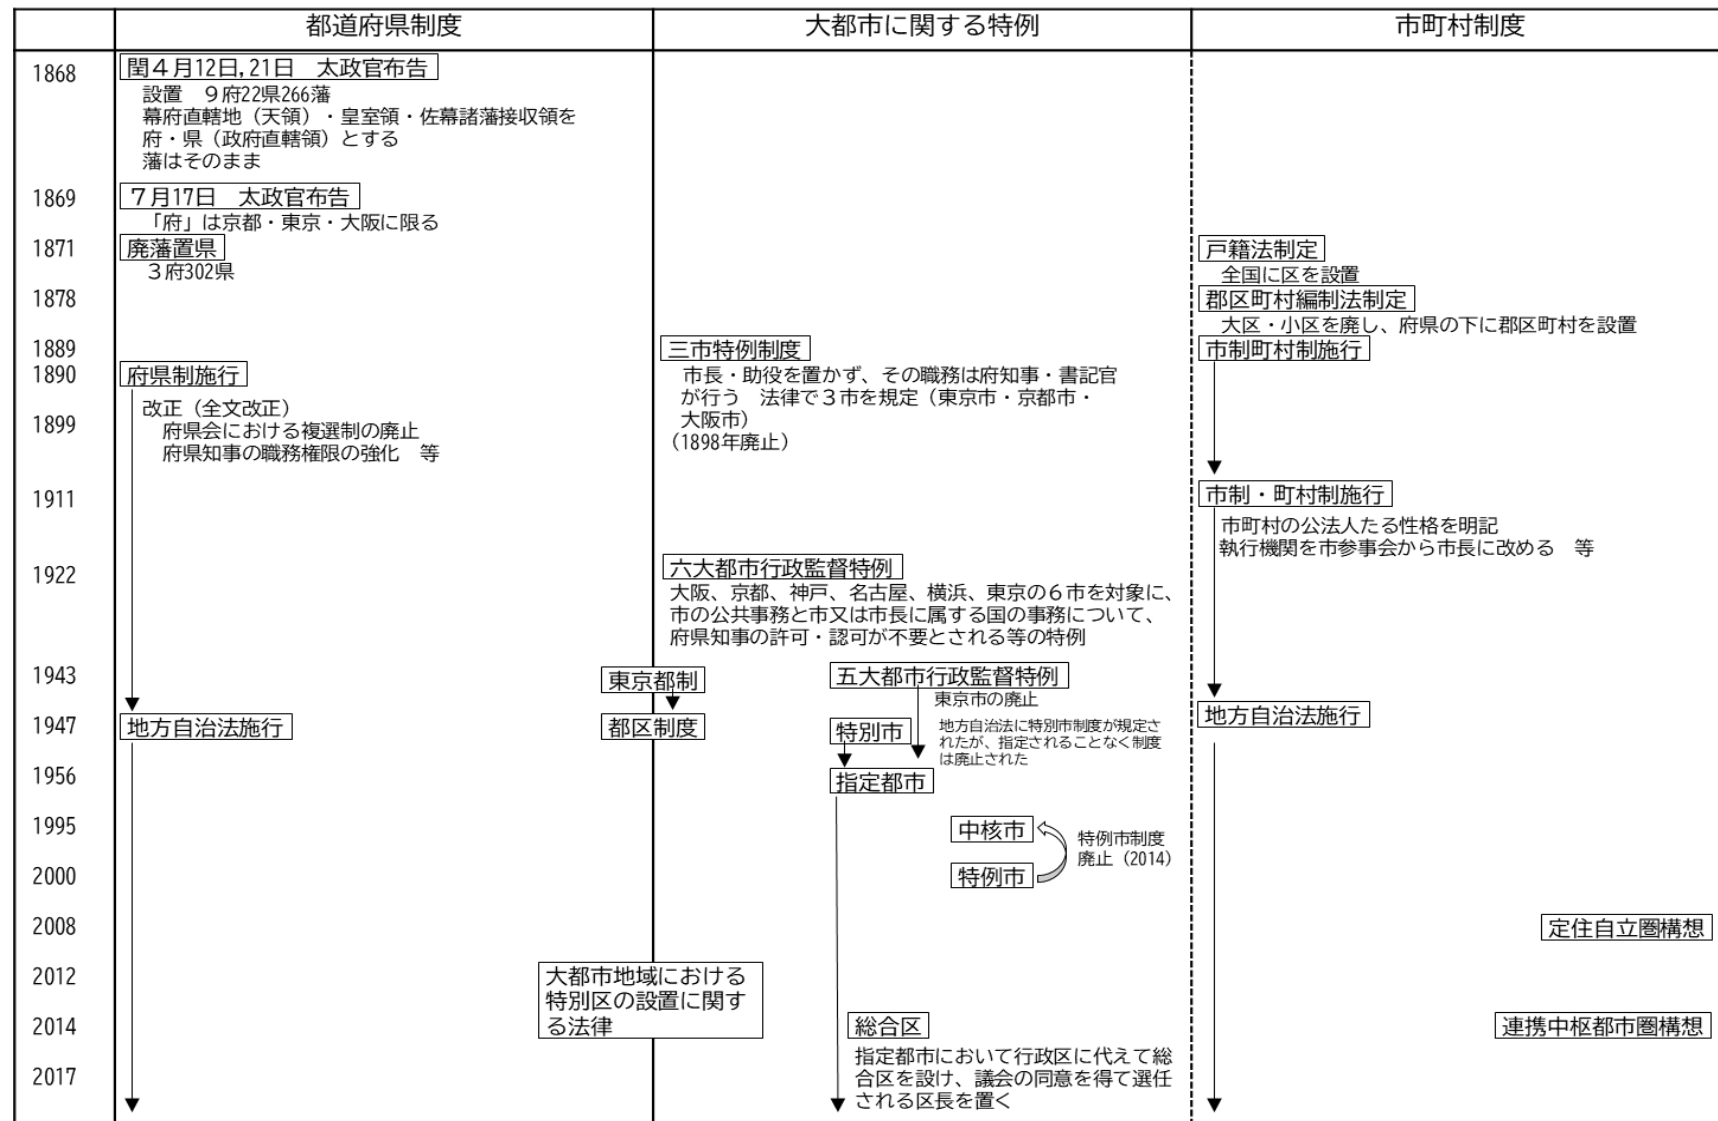 都道府県制度
大都市に関する特例
市町村制度
1868
閏４月12日,21日　太政官布告
設置　９府22県266藩
幕府直轄地（天領）・皇室領・佐幕諸藩接収領を
府・県（政府直轄領）とする
藩はそのまま
1869
７月17日　太政官布告
「府」は京都・東京・大阪に限る
1871
廃藩置県
３府302県
戸籍法制定
全国に区を設置
1878
郡区町村編制法制定
大区・小区を廃し、府県の下に郡区町村を設置
1889
三市特例制度
市長・助役を置かず、その職務は府知事・書記官
が行う　法律で３市を規定（東京市・京都市・
大阪市）
（1898年廃止）
市制町村制施行
1890
府県制施行
1899
改正（全文改正）
府県会における複選制の廃止
府県知事の職務権限の強化　等
1911
市制・町村制施行
市町村の公法人たる性格を明記
執行機関を市参事会から市長に改める　等
1922
六大都市行政監督特例
大阪、京都、神戸、名古屋、横浜、東京の６市を対象に、
市の公共事務と市又は市長に属する国の事務について、
府県知事の許可・認可が不要とされる等の特例
1943
東京都制
五大都市行政監督特例
東京市の廃止
1947
地方自治法施行
都区制度
特別市
地方自治法に特別市制度が規定さ
れたが、指定されることなく制度
は廃止された
地方自治法施行
1956
指定都市
1995
中核市
特例市制度
廃止（2014）
2000
特例市
2008
定住自立圏構想
2012
大都市地域における
特別区の設置に関す
る法律
2014
総合区
指定都市において行政区に代えて総
合区を設け、議会の同意を得て選任
される区長を置く
連携中枢都市圏構想
2017